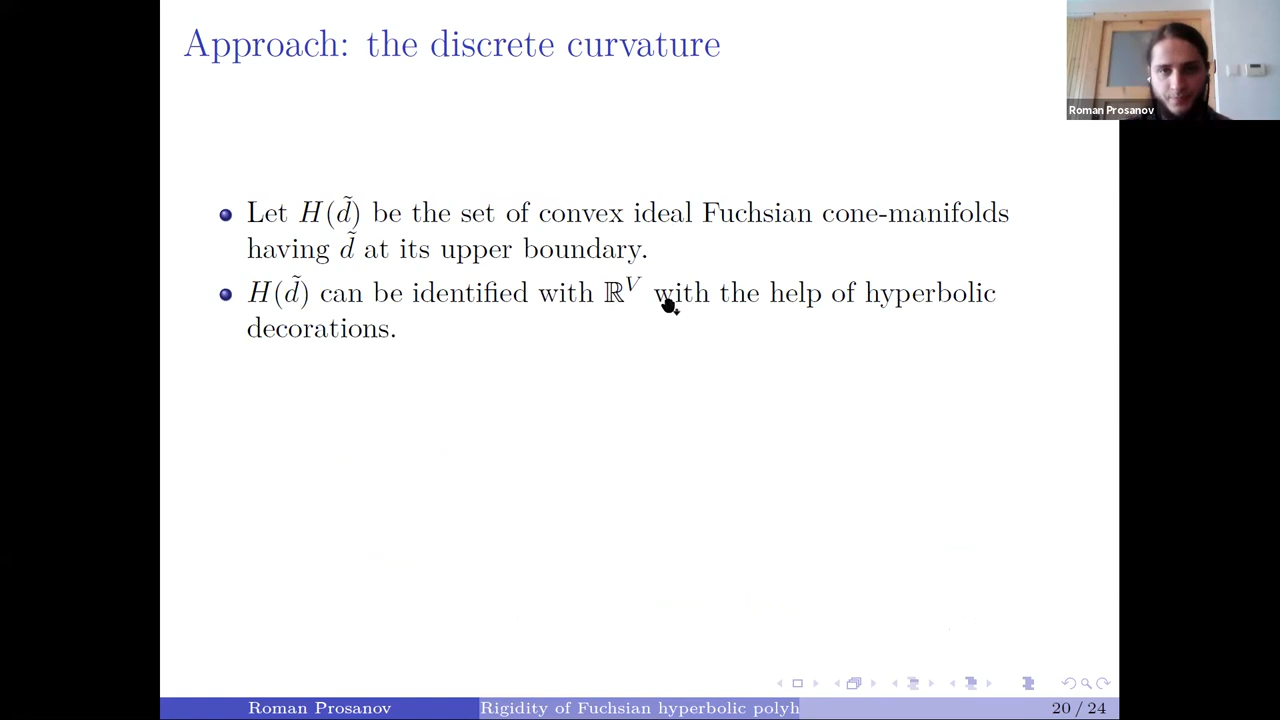 Approach: the discrete curvature
Roman Prosanov
Let H(d̃) be the set of convex ideal Fuchsian cone-manifolds
having d̃ at its upper boundary.
H(d̃) can be identified with ℝ^V with the help of hyperbolic
decorations.
Roman Prosanov
Rigidity of Fuchsian hyperbolic polyh
20 / 24